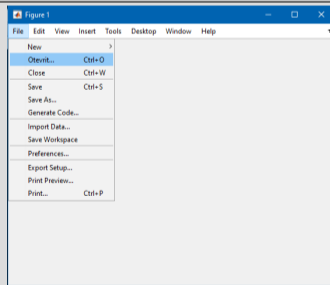 Figure 1
File Edit View Insert Tools Desktop Window Help
New
Otevrit... Ctrl+O
Close Ctrl+W
Save Ctrl+S
Save As...
Generate Code...
Import Data...
Save Workspace
Preferences...
Export Setup...
Print Preview...
Print... Ctrl+P